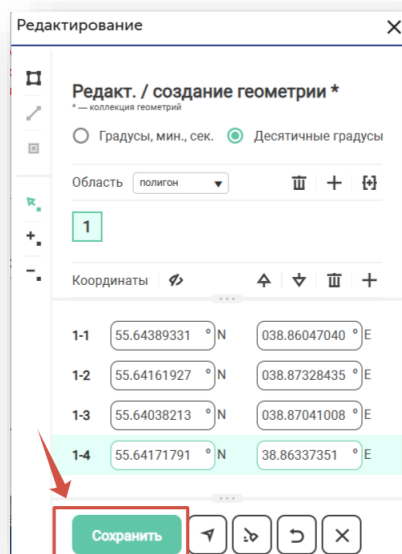 Редактирование
Редакт. / создание геометрии *
* — коллекция геометрий
Градусы, мин., сек. Десятичные градусы
Область полигон
1
Координаты
1-1 55.64389331 ° N 038.86047040 ° E
1-2 55.64161927 ° N 038.87328435 ° E
1-3 55.64038213 ° N 038.87041008 ° E
1-4 55.64171791 ° N 38.86337351 ° E
Сохранить